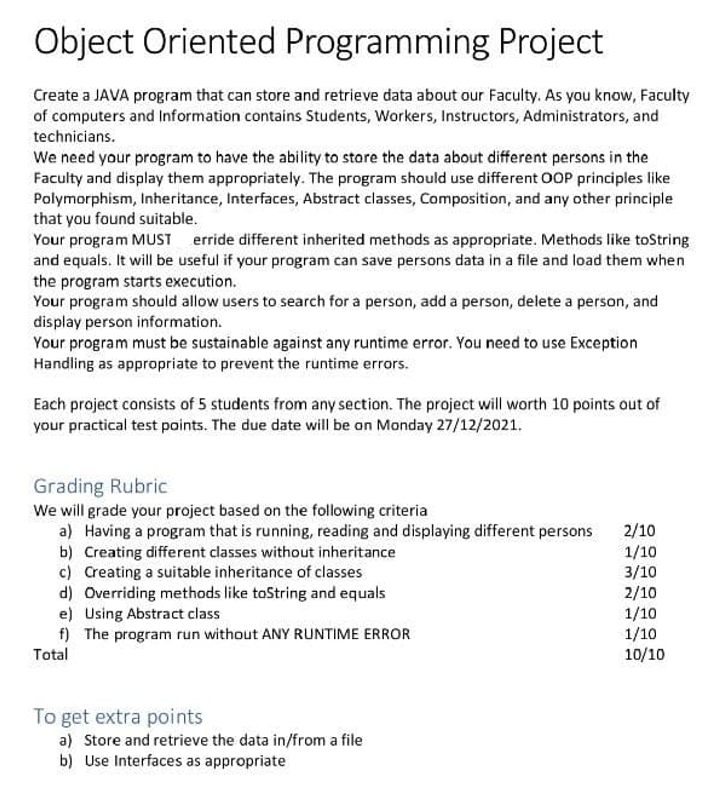 Object Oriented Programming Project
Create a JAVA program that can store and retrieve data about our Faculty. As you know, Faculty
of computers and Information contains Students, Workers, Instructors, Administrators, and
technicians.
We need your program to have the ability to store the data about different persons in the
Faculty and display them appropriately. The program should use different OOP principles like
Polymorphism, Inheritance, Interfaces, Abstract classes, Composition, and any other principle
that you found suitable.
Your program MUST erride different inherited methods as appropriate. Methods like toString
and equals. It will be useful if your program can save persons data in a file and load them when
the program starts execution.
Your program should allow users to search for a person, add a person, delete a person, and
display person information.
Your program must be sustainable against any runtime error. You need to use Exception
Handling as appropriate to prevent the runtime errors.
Each project consists of 5 students from any section. The project will worth 10 points out of
your practical test points. The due date will be on Monday 27/12/2021.
Grading Rubric
We will grade your project based on the following criteria
a) Having a program that is running, reading and displaying different persons 2/10
b) Creating different classes without inheritance 1/10
c) Creating a suitable inheritance of classes 3/10
d) Overriding methods like toString and equals 2/10
e) Using Abstract class 1/10
f) The program run without ANY RUNTIME ERROR 1/10
Total 10/10
To get extra points
a) Store and retrieve the data in/from a file
b) Use Interfaces as appropriate